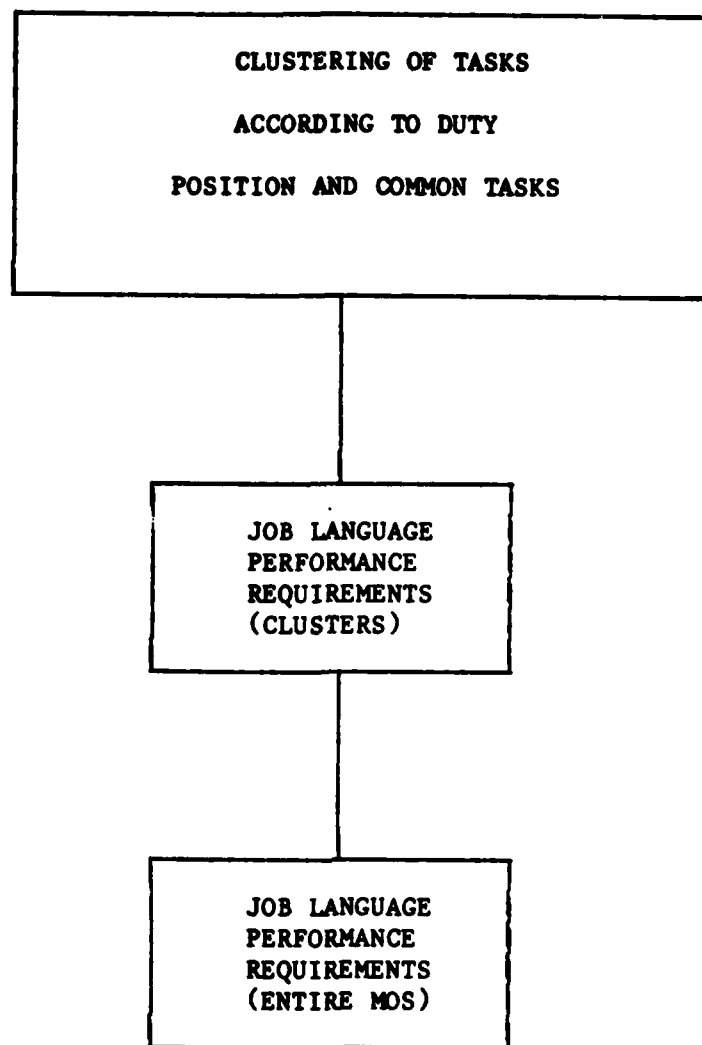 CLUSTERING OF TASKS
ACCORDING TO DUTY
POSITION AND COMMON TASKS
JOB LANGUAGE
PERFORMANCE
REQUIREMENTS
(CLUSTERS)
JOB LANGUAGE
PERFORMANCE
REQUIREMENTS
(ENTIRE MOS)